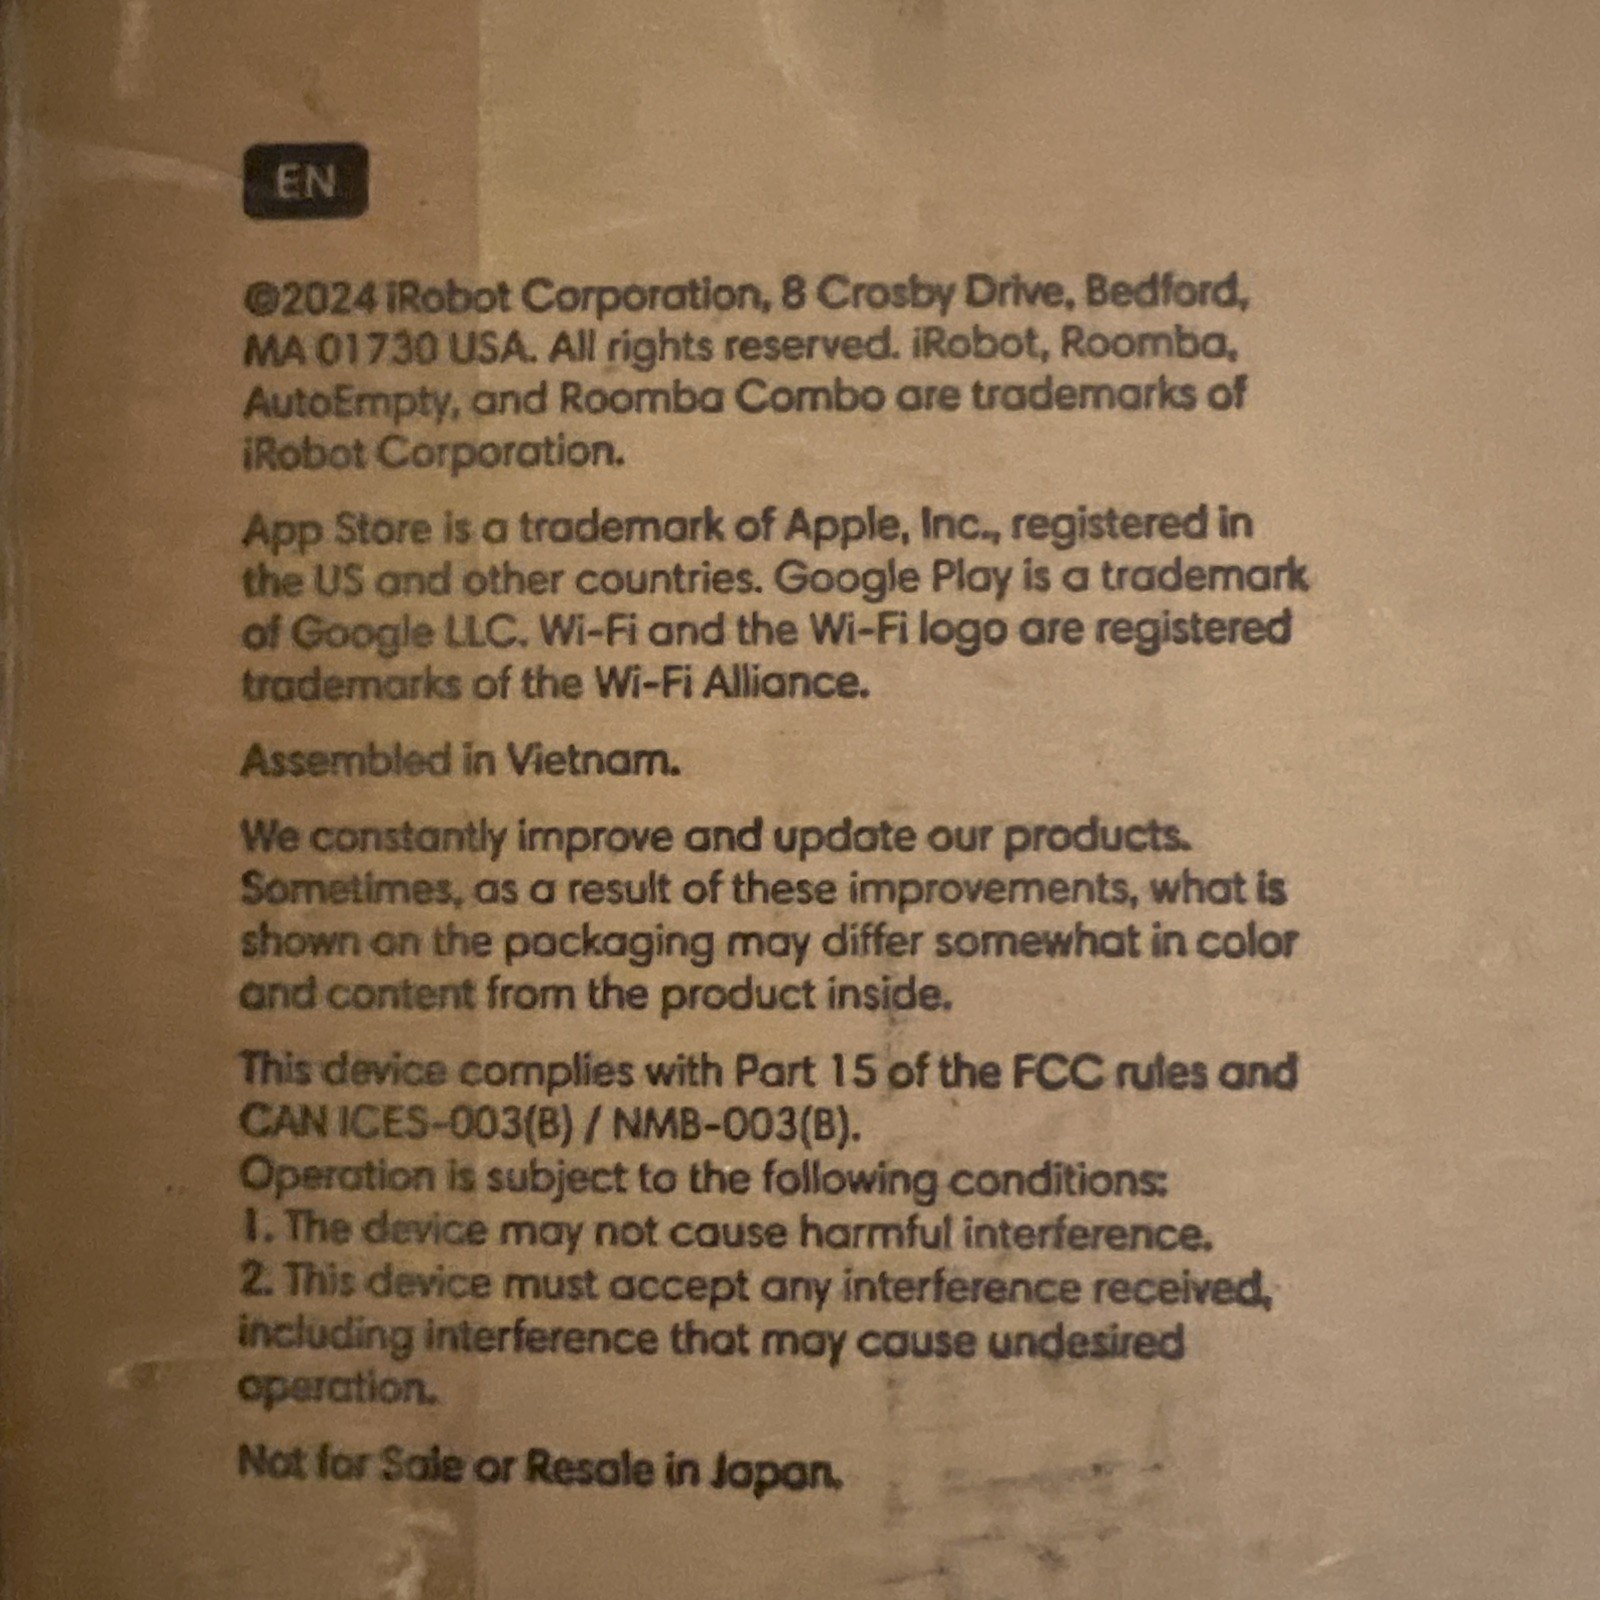 EN
©2024 iRobot Corporation, 8 Crosby Drive, Bedford,
MA 01730 USA. All rights reserved. iRobot, Roomba,
AutoEmpty, and Roomba Combo are trademarks of
iRobot Corporation.
App Store is a trademark of Apple, Inc., registered in
the US and other countries. Google Play is a trademark
of Google LLC. Wi-Fi and the Wi-Fi logo are registered
trademarks of the Wi-Fi Alliance.
Assembled in Vietnam.
We constantly improve and update our products.
Sometimes, as a result of these improvements, what is
shown on the packaging may differ somewhat in color
and content from the product inside.
This device complies with Part 15 of the FCC rules and
CAN ICES-003(B) / NMB-003(B).
Operation is subject to the following conditions:
1. The device may not cause harmful interference.
2. This device must accept any interference received,
including interference that may cause undesired
operation.
Not for Sale or Resale in Japan.